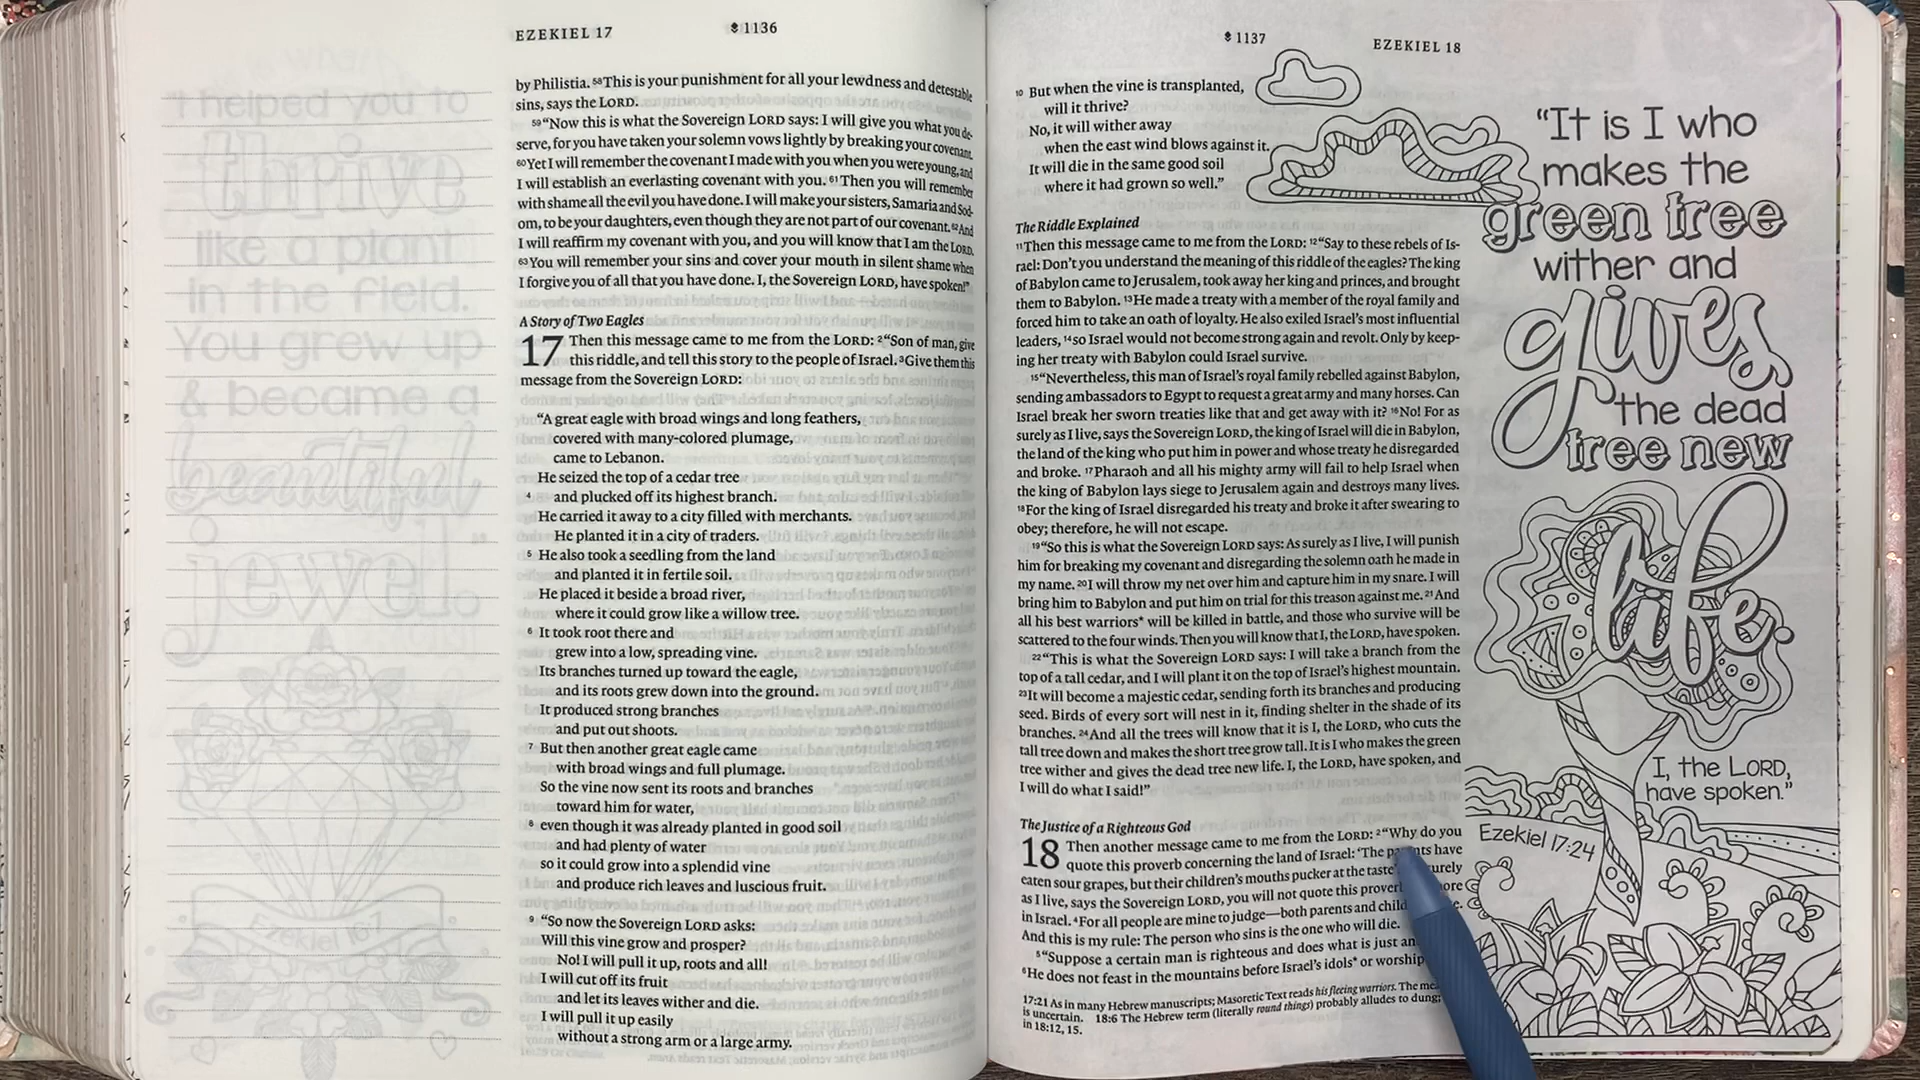 EZEKIEL 17
1136
"I helped you to
thrive
like a plant
in the field.
You grew up
& became a
beautiful
jewel."
Ezekiel 16:7
by Philistia. 58This is your punishment for all your lewdness and detestable
sins, says the LORD.
59"Now this is what the Sovereign LORD says: I will give you what you de-
serve, for you have taken your solemn vows lightly by breaking your covenant.
60Yet I will remember the covenant I made with you when you were young, and
I will establish an everlasting covenant with you. 61Then you will remember
with shame all the evil you have done. I will make your sisters, Samaria and Sod-
om, to be your daughters, even though they are not part of our covenant. 62And
I will reaffirm my covenant with you, and you will know that I am the LORD.
63You will remember your sins and cover your mouth in silent shame when
I forgive you of all that you have done. I, the Sovereign LORD, have spoken!"
A Story of Two Eagles
17 Then this message came to me from the LORD: 2"Son of man, give
this riddle, and tell this story to the people of Israel. 3Give them this
message from the Sovereign LORD:
"A great eagle with broad wings and long feathers,
covered with many-colored plumage,
came to Lebanon.
He seized the top of a cedar tree
4 and plucked off its highest branch.
He carried it away to a city filled with merchants.
He planted it in a city of traders.
5 He also took a seedling from the land
and planted it in fertile soil.
He placed it beside a broad river,
where it could grow like a willow tree.
6 It took root there and
grew into a low, spreading vine.
Its branches turned up toward the eagle,
and its roots grew down into the ground.
It produced strong branches
and put out shoots.
7 But then another great eagle came
with broad wings and full plumage.
So the vine now sent its roots and branches
toward him for water,
8 even though it was already planted in good soil
and had plenty of water
so it could grow into a splendid vine
and produce rich leaves and luscious fruit.
9 "So now the Sovereign LORD asks:
Will this vine grow and prosper?
No! I will pull it up, roots and all!
I will cut off its fruit
and let its leaves wither and die.
I will pull it up easily
without a strong arm or a large army.
1137
EZEKIEL 18
10 But when the vine is transplanted,
will it thrive?
No, it will wither away
when the east wind blows against it.
It will die in the same good soil
where it had grown so well."
The Riddle Explained
11Then this message came to me from the LORD: 12"Say to these rebels of Is-
rael: Don't you understand the meaning of this riddle of the eagles? The king
of Babylon came to Jerusalem, took away her king and princes, and brought
them to Babylon. 13He made a treaty with a member of the royal family and
forced him to take an oath of loyalty. He also exiled Israel's most influential
leaders, 14so Israel would not become strong again and revolt. Only by keep-
ing her treaty with Babylon could Israel survive.
15"Nevertheless, this man of Israel's royal family rebelled against Babylon,
sending ambassadors to Egypt to request a great army and many horses. Can
Israel break her sworn treaties like that and get away with it? 16No! For as
surely as I live, says the Sovereign LORD, the king of Israel will die in Babylon,
the land of the king who put him in power and whose treaty he disregarded
and broke. 17Pharaoh and all his mighty army will fail to help Israel when
the king of Babylon lays siege to Jerusalem again and destroys many lives.
18For the king of Israel disregarded his treaty and broke it after swearing to
obey; therefore, he will not escape.
19"So this is what the Sovereign LORD says: As surely as I live, I will punish
him for breaking my covenant and disregarding the solemn oath he made in
my name. 20I will throw my net over him and capture him in my snare. I will
bring him to Babylon and put him on trial for this treason against me. 21And
all his best warriors* will be killed in battle, and those who survive will be
scattered to the four winds. Then you will know that I, the LORD, have spoken.
22"This is what the Sovereign LORD says: I will take a branch from the
top of a tall cedar, and I will plant it on the top of Israel's highest mountain.
23It will become a majestic cedar, sending forth its branches and producing
seed. Birds of every sort will nest in it, finding shelter in the shade of its
branches. 24And all the trees will know that it is I, the LORD, who cuts the
tall tree down and makes the short tree grow tall. It is I who makes the green
tree wither and gives the dead tree new life. I, the LORD, have spoken, and
I will do what I said!"
The Justice of a Righteous God
18 Then another message came to me from the LORD: 2"Why do you
quote this proverb concerning the land of Israel: 'The parents have
eaten sour grapes, but their children's mouths pucker at the taste'
as I live, says the Sovereign LORD, you will not quote this
in Israel. 4For all people are mine to judge—both parents and
And this is my rule: The person who sins is the one who will die.
5"Suppose a certain man is righteous and does what is just
6He does not feast in the mountains before Israel's idols* or worship
17:21 As in many Hebrew manuscripts; Masoretic Text reads his fleeing warriors. The
is uncertain. 18:6 The Hebrew term (literally round things) probably alludes to dung;
in 18:12, 15.
"It is I who
makes the
green tree
wither and
gives
the dead
tree new
life.
I, the LORD,
have spoken."
Ezekiel 17:24